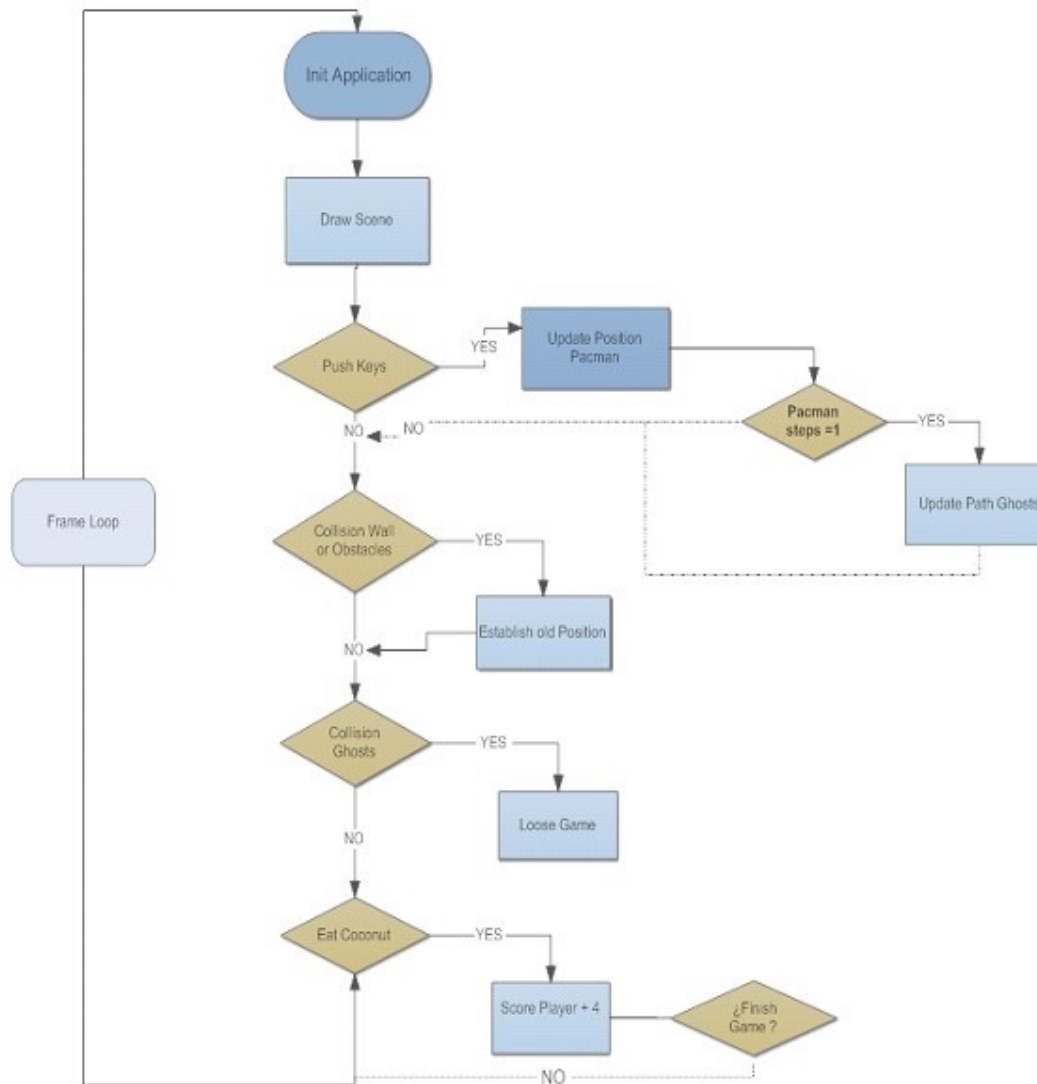 Init Application
Draw Scene
Push Keys
YES
Update Position
Pacman
Pacman
steps =1
YES
NO
NO
Update Path Ghosts
Frame Loop
Collision Wall
or Obstacles
YES
Establish old Position
NO
Collision
Ghosts
YES
Loose Game
NO
Eat Coconut
YES
Score Player + 4
¿Finish
Game ?
NO